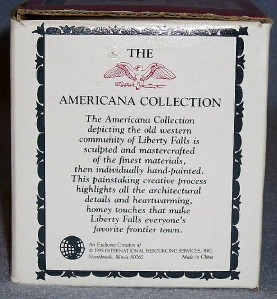 THE
AMERICANA COLLECTION
The Americana Collection
depicting the old western
community of Liberty Falls is
sculpted and mastercrafted
of the finest materials,
then individually hand-painted.
This painstaking creative process
highlights all the architectural
details and heartwarming,
homey touches that make
Liberty Falls everyone's
favorite frontier town.
An Exclusive Creation of
INTERNATIONAL RESOURCING SERVICES, INC.
Northbrook, Illinois 60062 Made in China